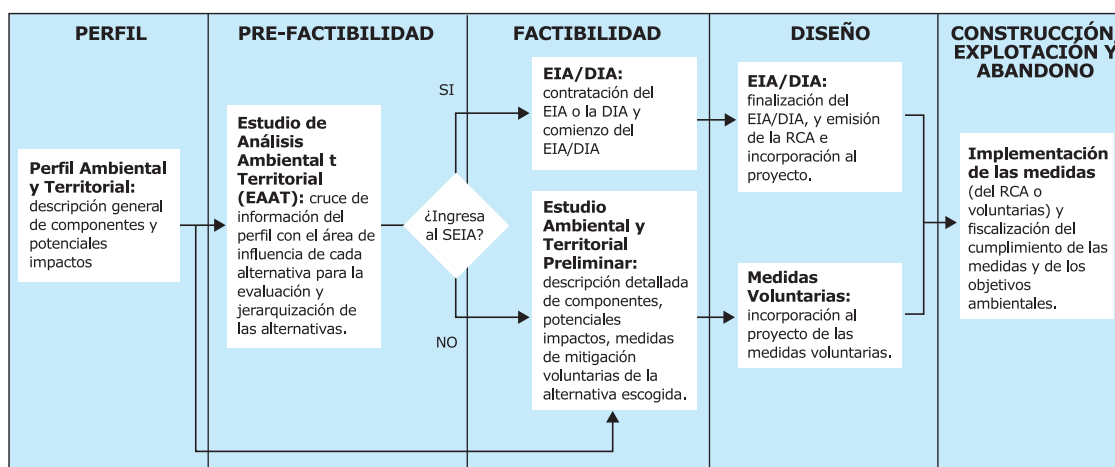 PERFIL
PRE-FACTIBILIDAD
FACTIBILIDAD
DISEÑO
CONSTRUCCIÓN,
EXPLOTACIÓN Y
ABANDONO
Perfil Ambiental
y Territorial:
descripción general
de componentes y
potenciales
impactos
Estudio de
Análisis
Ambiental t
Territorial
(EAAT): cruce de
información del
perfil con el área de
influencia de cada
alternativa para la
evaluación y
jerarquización de
las alternativas.
SI
¿Ingresa
al SEIA?
NO
EIA/DIA:
contratación del
EIA o la DIA y
comienzo del
EIA/DIA
Estudio
Ambiental y
Territorial
Preliminar:
descripción detallada
de componentes,
potenciales
impactos, medidas
de mitigación
voluntarias de la
alternativa escogida.
EIA/DIA:
finalización del
EIA/DIA, y emisión
de la RCA e
incorporación al
proyecto.
Medidas
Voluntarias:
incorporación al
proyecto de las
medidas voluntarias.
Implementación
de las medidas
(del RCA o
voluntarias) y
fiscalización del
cumplimiento de las
medidas y de los
objetivos
ambientales.